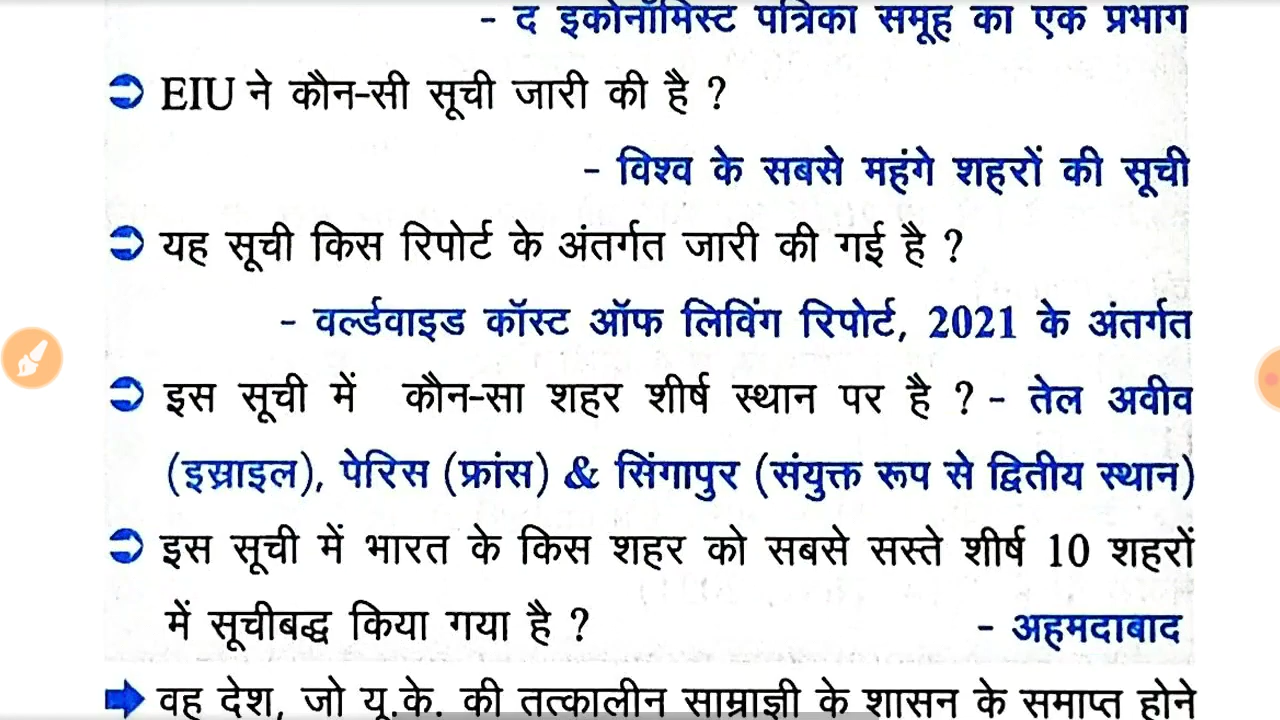 - द इकोनॉमिस्ट पत्रिका समूह का एक प्रभाग
EIU ने कौन-सी सूची जारी की है ?
- विश्व के सबसे महंगे शहरों की सूची
यह सूची किस रिपोर्ट के अंतर्गत जारी की गई है ?
- वर्ल्डवाइड कॉस्ट ऑफ लिविंग रिपोर्ट, 2021 के अंतर्गत
इस सूची में कौन-सा शहर शीर्ष स्थान पर है ? - तेल अवीव
(इस्राइल), पेरिस (फ्रांस) & सिंगापुर (संयुक्त रूप से द्वितीय स्थान)
इस सूची में भारत के किस शहर को सबसे सस्ते शीर्ष 10 शहरों
में सूचीबद्ध किया गया है ? - अहमदाबाद
वह देश, जो यू.के. की तत्कालीन साम्राज्ञी के शासन के समाप्त होने